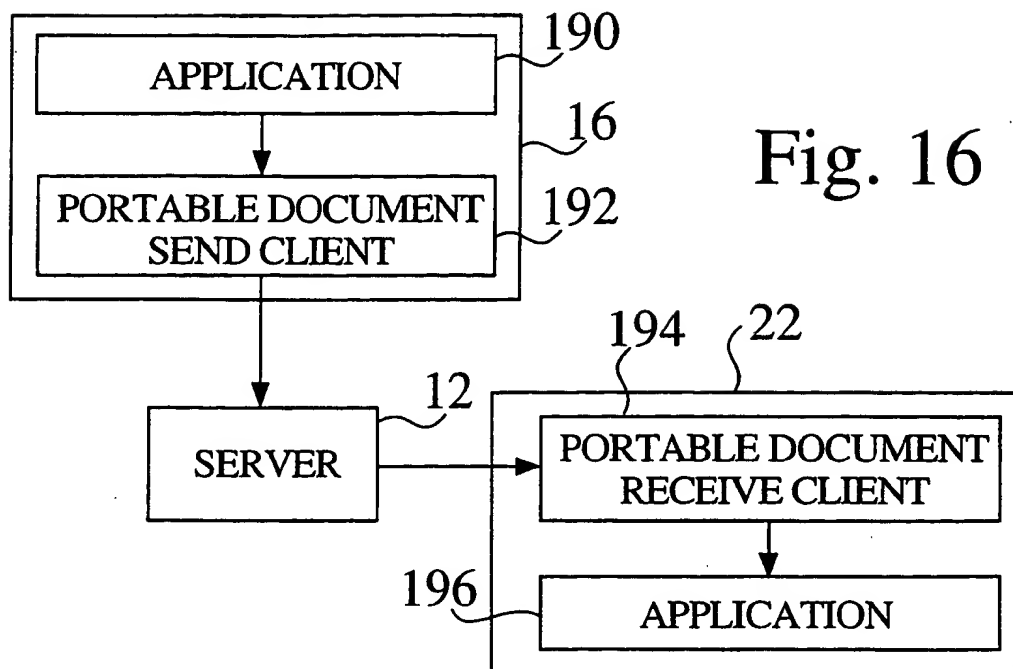 190
APPLICATION
16
Fig. 16
PORTABLE DOCUMENT
SEND CLIENT
192
194
22
12
SERVER
PORTABLE DOCUMENT
RECEIVE CLIENT
196
APPLICATION